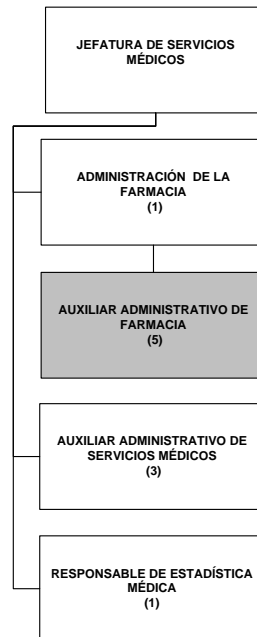 JEFATURA DE SERVICIOS
MÉDICOS
ADMINISTRACIÓN DE LA
FARMACIA
(1)
AUXILIAR ADMINISTRATIVO DE
FARMACIA
(5)
AUXILIAR ADMINISTRATIVO DE
SERVICIOS MÉDICOS
(3)
RESPONSABLE DE ESTADÍSTICA
MÉDICA
(1)